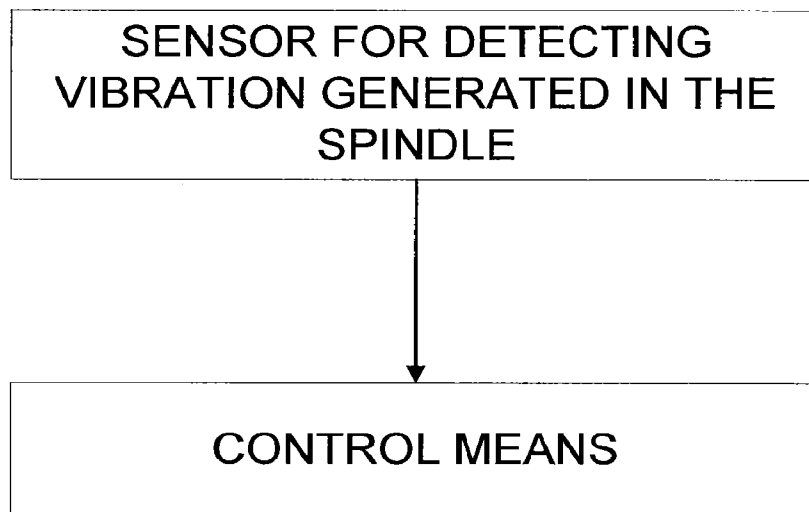 SENSOR FOR DETECTING
VIBRATION GENERATED IN THE
SPINDLE
CONTROL MEANS